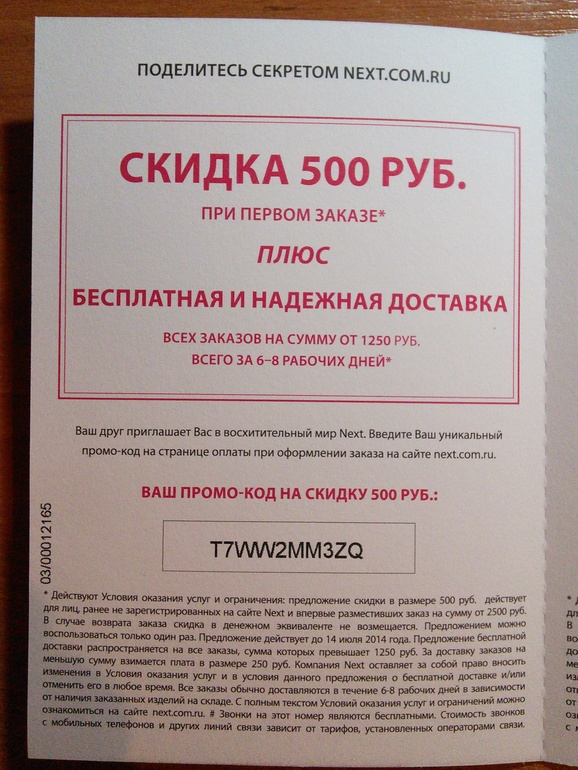 ПОДЕЛИТЕСЬ СЕКРЕТОМ NEXT.COM.RU
СКИДКА 500 РУБ.
ПРИ ПЕРВОМ ЗАКАЗЕ*
ПЛЮС
БЕСПЛАТНАЯ И НАДЕЖНАЯ ДОСТАВКА
ВСЕХ ЗАКАЗОВ НА СУММУ ОТ 1250 РУБ.
ВСЕГО ЗА 6–8 РАБОЧИХ ДНЕЙ*
Ваш друг приглашает Вас в восхитительный мир Next. Введите Ваш уникальный
промо-код на странице оплаты при оформлении заказа на сайте next.com.ru.
ВАШ ПРОМО-КОД НА СКИДКУ 500 РУБ.:
T7WW2MM3ZQ
03/00012165
* Действуют Условия оказания услуг и ограничения: предложение скидки в размере 500 руб. действует
для лиц, ранее не зарегистрированных на сайте Next и впервые разместивших заказ на сумму от 2500 руб.
В случае возврата заказа скидка в денежном эквиваленте не возмещается. Предложением можно
воспользоваться только один раз. Предложение действует до 14 июля 2014 года. Предложение бесплатной
доставки распространяется на все заказы, сумма которых превышает 1250 руб. За доставку заказов на
меньшую сумму взимается плата в размере 250 руб. Компания Next оставляет за собой право вносить
изменения в Условия оказания услуг и в условия данного предложения о бесплатной доставке и/или
отменить его в любое время. Все заказы обычно доставляются в течение 6-8 рабочих дней в зависимости
от наличия заказанных изделий на складе. С полным текстом Условий оказания услуг и ограничений можно
ознакомиться на сайте next.com.ru. # Звонки на этот номер являются бесплатными. Стоимость звонков
с мобильных телефонов и других линий связи зависит от тарифов, установленных операторами связи.